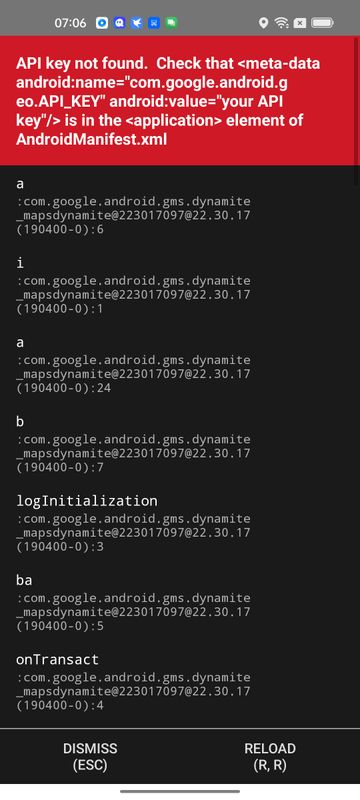 07:06
API key not found.  Check that <meta-data
android:name="com.google.android.g
eo.API_KEY" android:value="your API
key"/> is in the <application> element of
AndroidManifest.xml
a
:com.google.android.gms.dynamite
_mapsdynamite@223017097@22.30.17
(190400-0):6
i
:com.google.android.gms.dynamite
_mapsdynamite@223017097@22.30.17
(190400-0):1
a
:com.google.android.gms.dynamite
_mapsdynamite@223017097@22.30.17
(190400-0):24
b
:com.google.android.gms.dynamite
_mapsdynamite@223017097@22.30.17
(190400-0):7
logInitialization
:com.google.android.gms.dynamite
_mapsdynamite@223017097@22.30.17
(190400-0):3
ba
:com.google.android.gms.dynamite
_mapsdynamite@223017097@22.30.17
(190400-0):5
onTransact
:com.google.android.gms.dynamite
_mapsdynamite@223017097@22.30.17
(190400-0):4
DISMISS
(ESC)
RELOAD
(R, R)